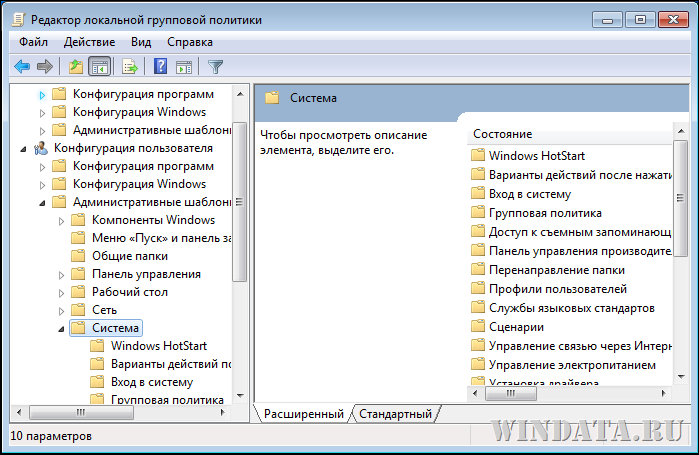 Редактор локальной групповой политики
Файл Действие Вид Справка
Конфигурация программ
Конфигурация Windows
Административные шаблон
Конфигурация пользователя
Конфигурация программ
Конфигурация Windows
Административные шаблон
Компоненты Windows
Меню «Пуск» и панель за
Общие папки
Панель управления
Рабочий стол
Сеть
Система
Windows HotStart
Варианты действий по
Вход в систему
Групповая политика
Система
Чтобы просмотреть описание
элемента, выделите его.
Состояние
Windows HotStart
Варианты действий после нажати
Вход в систему
Групповая политика
Доступ к съемным запоминающ
Панель управления производите
Перенаправление папки
Профили пользователей
Службы языковых стандартов
Сценарии
Управление связью через Интерн
Управление электропитанием
Установка драйвера
Расширенный Стандартный
10 параметров
WINDATA.RU